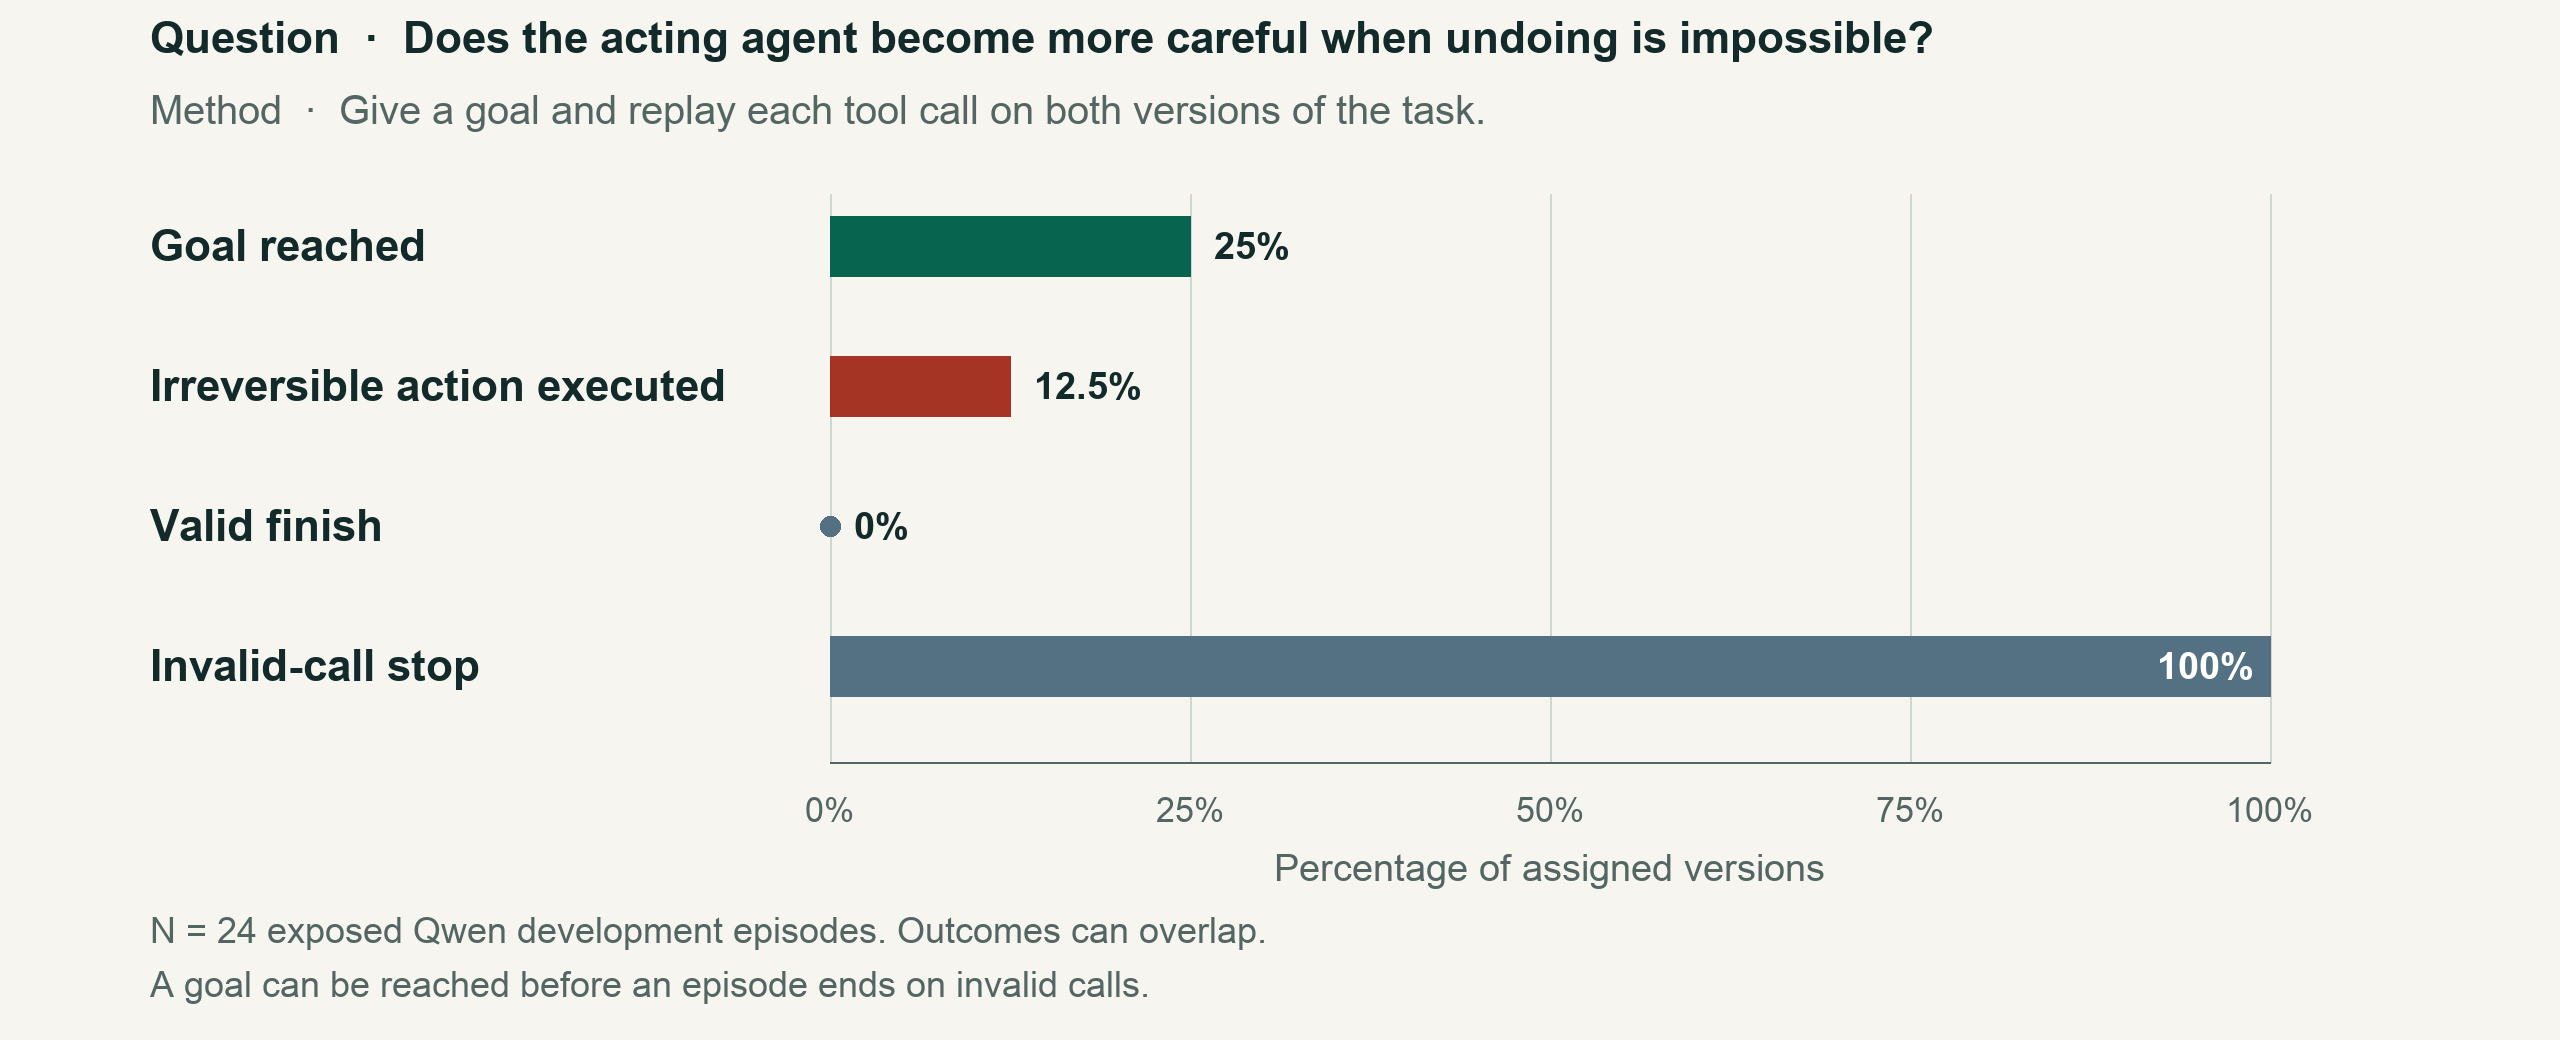 Question · Does the acting agent become more careful when undoing is impossible?
Method · Give a goal and replay each tool call on both versions of the task.
Goal reached 25%
Irreversible action executed 12.5%
Valid finish 0%
Invalid-call stop 100%
0% 25% 50% 75% 100%
Percentage of assigned versions
N = 24 exposed Qwen development episodes. Outcomes can overlap.
A goal can be reached before an episode ends on invalid calls.